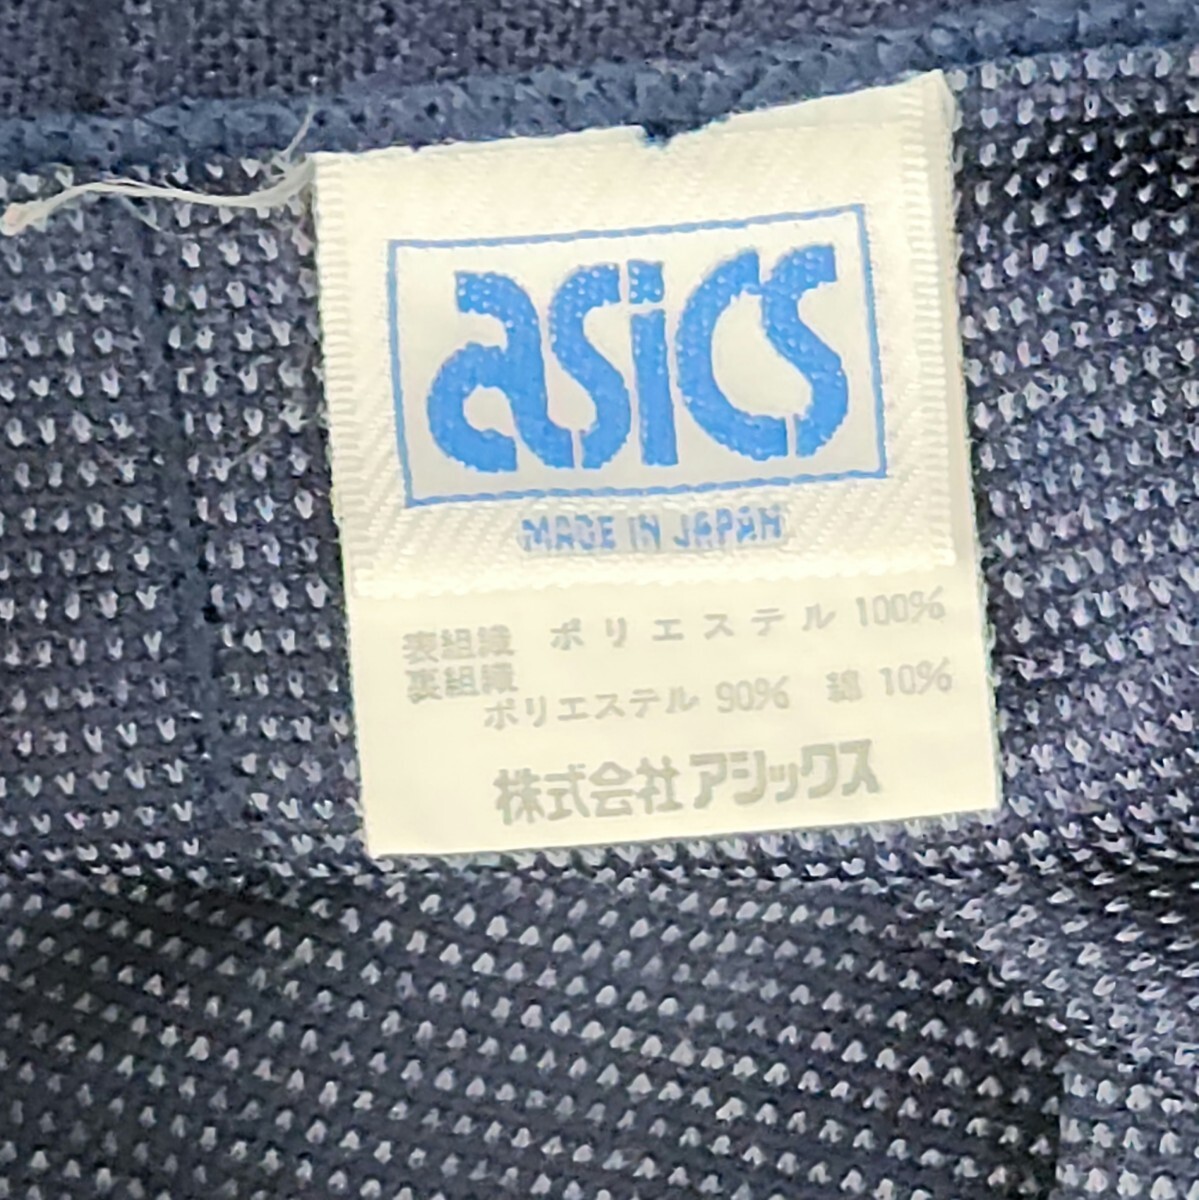 asics
MADE IN JAPAN
表組織 ポリエステル 100%
裏組織
ポリエステル 90% 綿 10%
株式会社アシックス